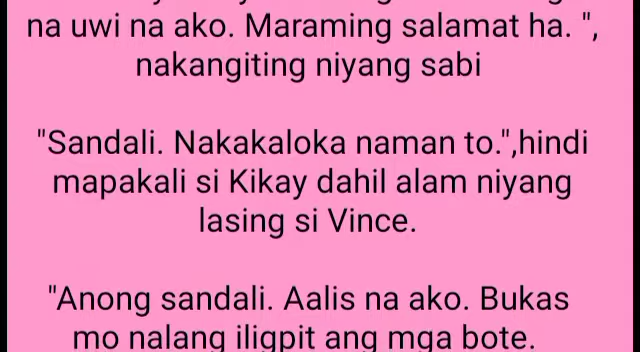 na uwi na ako. Maraming salamat ha. ",
nakangiting niyang sabi
"Sandali. Nakakaloka naman to.",hindi
mapakali si Kikay dahil alam niyang
lasing si Vince.
"Anong sandali. Aalis na ako. Bukas
mo nalang iligpit ang mga bote.